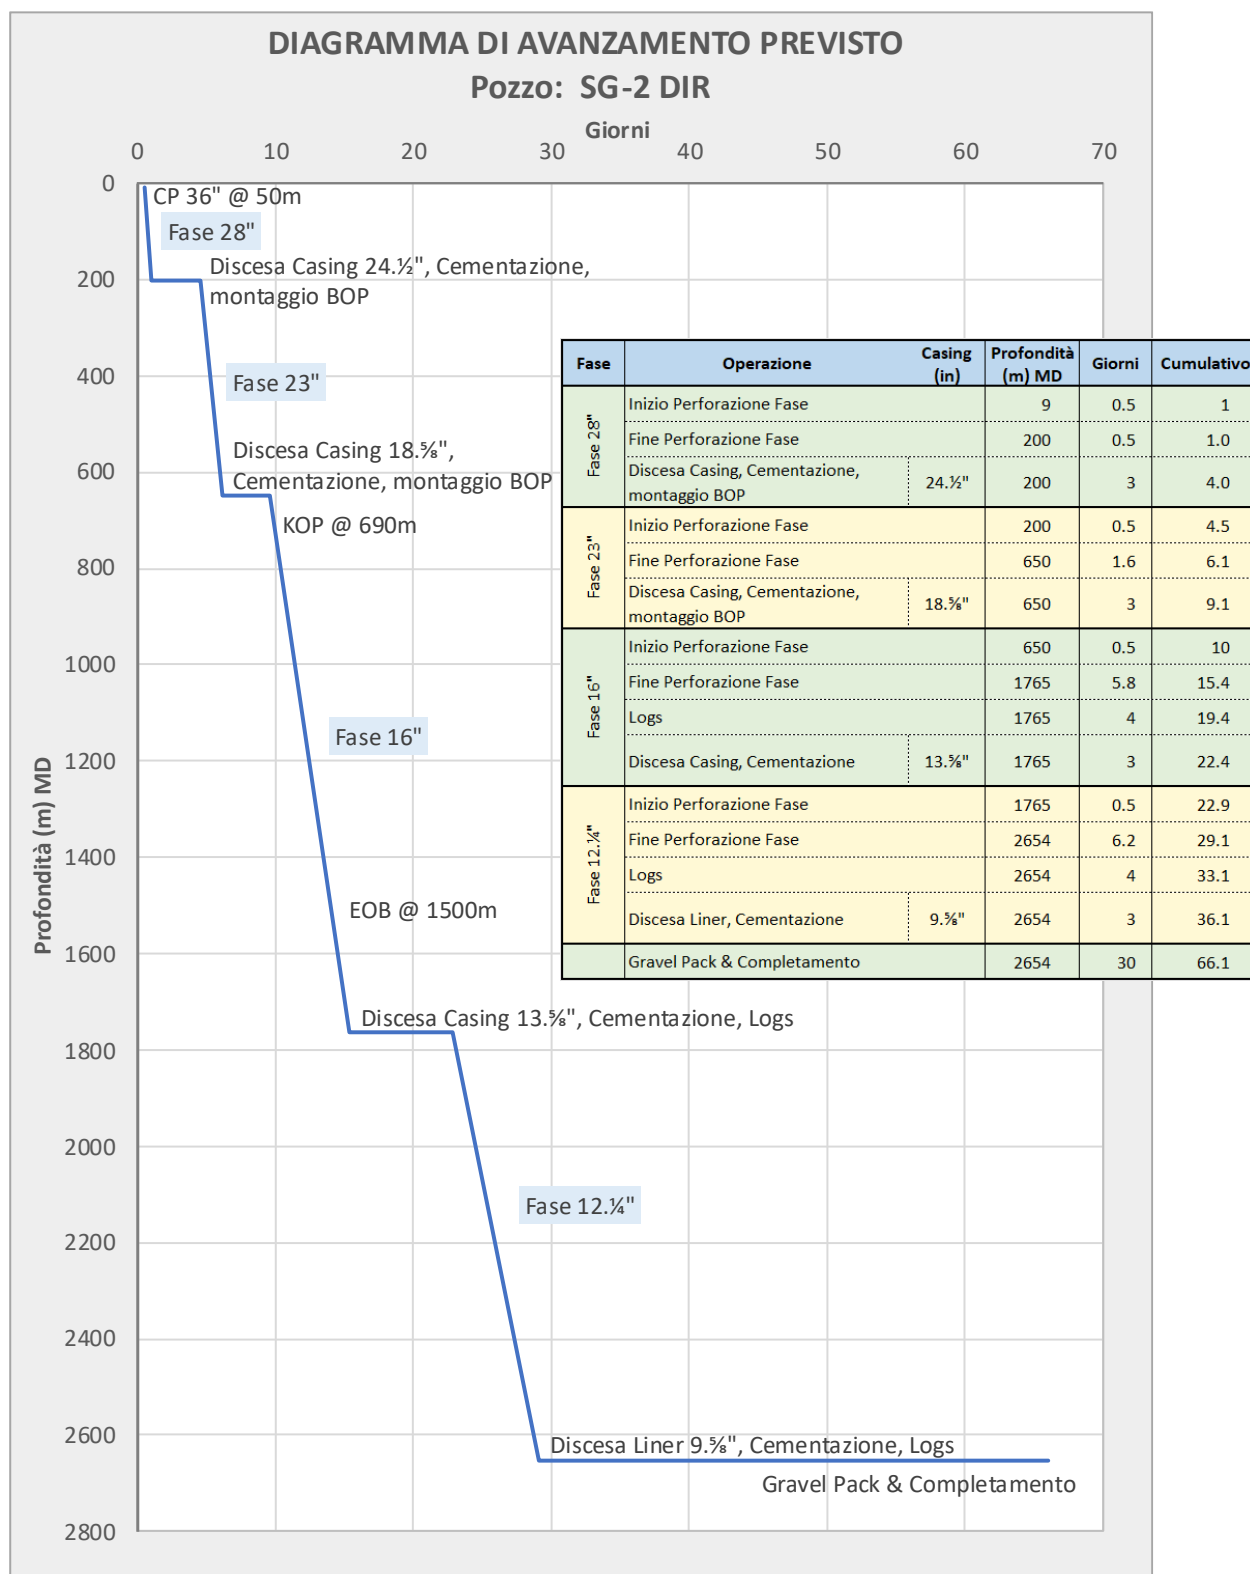 DIAGRAMMA DI AVANZAMENTO PREVISTO
Pozzo: SG-2 DIR
Giorni
0 10 20 30 40 50 60 70
0
200
400
600
800
1000
1200
1400
1600
1800
2000
2200
2400
2600
2800
Profondità (m) MD
CP 36" @ 50m
Fase 28"
Discesa Casing 24.½", Cementazione,
montaggio BOP
Fase 23"
Discesa Casing 18.⅝",
Cementazione, montaggio BOP
KOP @ 690m
Fase 16"
EOB @ 1500m
Discesa Casing 13.⅝", Cementazione, Logs
Fase 12.¼"
Discesa Liner 9.⅝", Cementazione, Logs
Gravel Pack & Completamento
Fase Operazione Casing (in) Profondità (m) MD Giorni Cumulativo
Fase 28"
Inizio Perforazione Fase 9 0.5 1
Fine Perforazione Fase 200 0.5 1.0
Discesa Casing, Cementazione,
montaggio BOP 24.½" 200 3 4.0
Fase 23"
Inizio Perforazione Fase 200 0.5 4.5
Fine Perforazione Fase 650 1.6 6.1
Discesa Casing, Cementazione,
montaggio BOP 18.⅝" 650 3 9.1
Fase 16"
Inizio Perforazione Fase 650 0.5 10
Fine Perforazione Fase 1765 5.8 15.4
Logs 1765 4 19.4
Discesa Casing, Cementazione 13.⅝" 1765 3 22.4
Fase 12.¼"
Inizio Perforazione Fase 1765 0.5 22.9
Fine Perforazione Fase 2654 6.2 29.1
Logs 2654 4 33.1
Discesa Liner, Cementazione 9.⅝" 2654 3 36.1
Gravel Pack & Completamento 2654 30 66.1